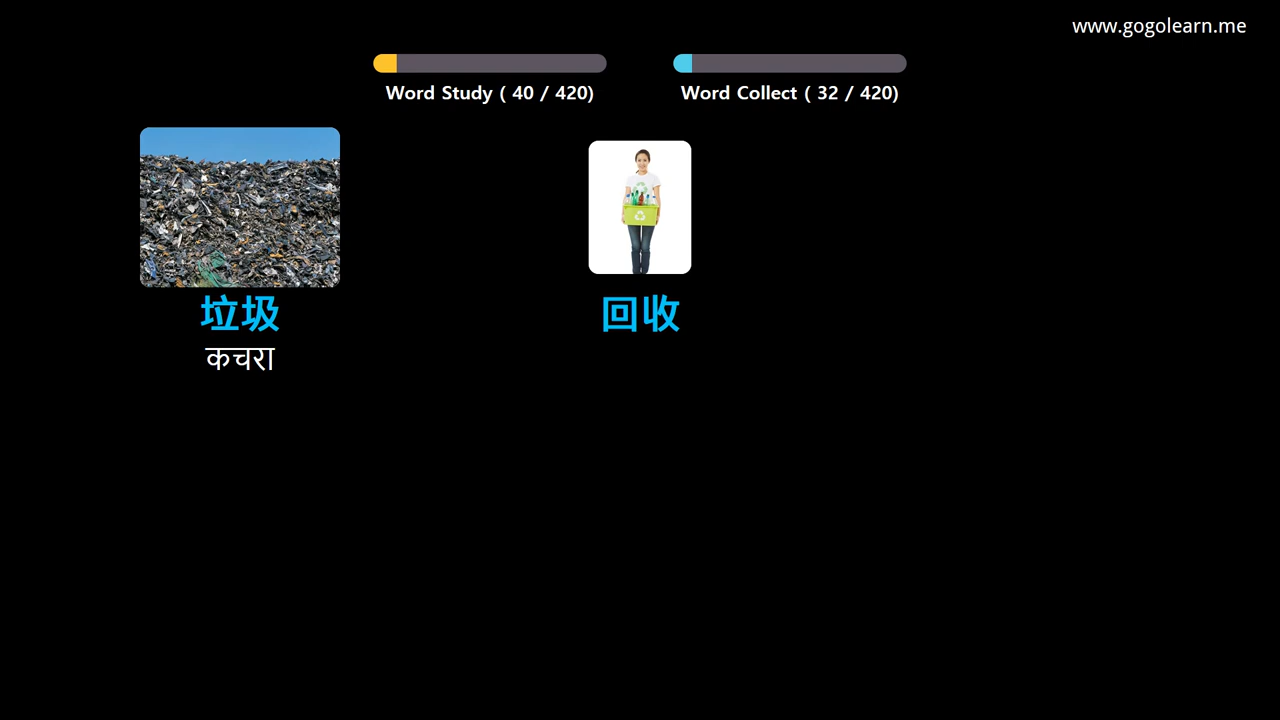 www.gogolearn.me
Word Study ( 40 / 420)
Word Collect ( 32 / 420)
垃圾
कचरा
回收